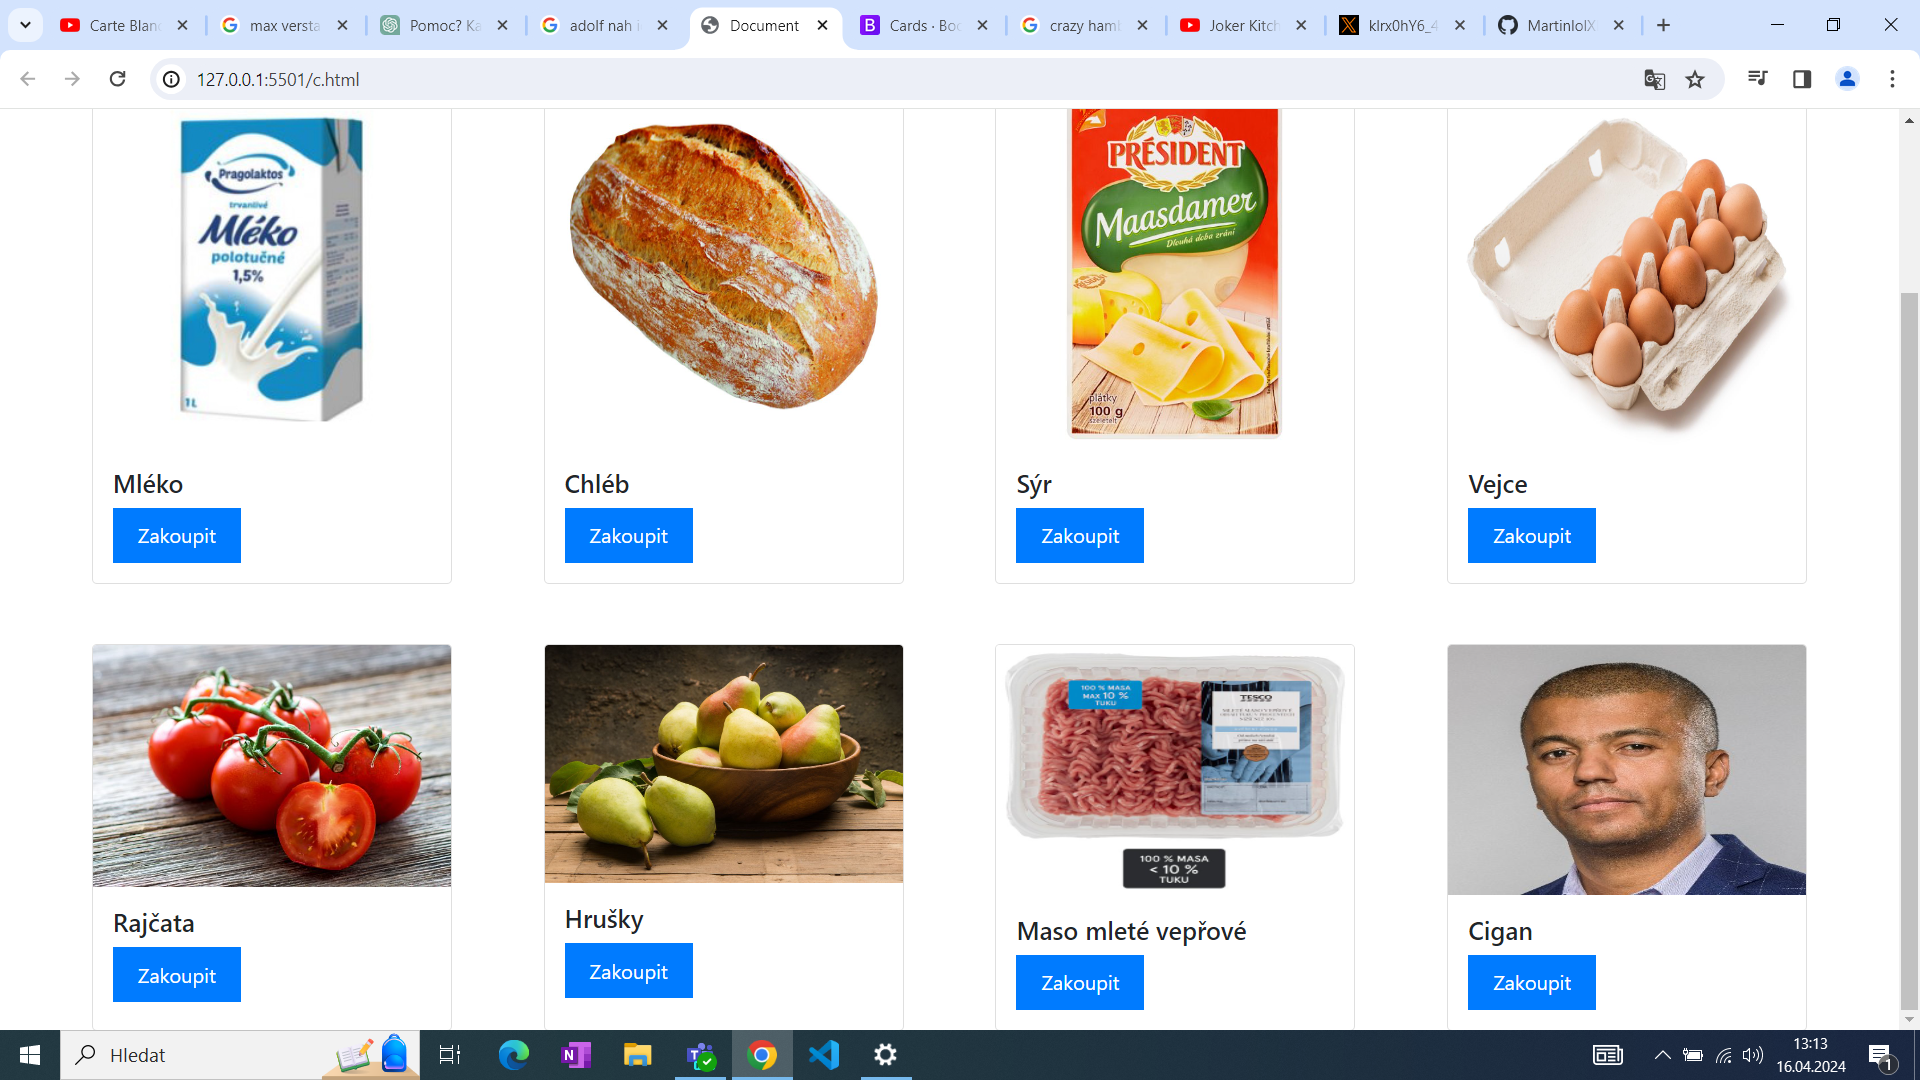 Carte Blanc
max versta
Pomoc? Ka
adolf nah i
Document
Cards · Boo
crazy haml
Joker Kitch
klrx0hY6_4
MartinlolX
127.0.0.1:5501/c.html
Pragolaktos
trvanlivé
Mléko
polotučné
1,5%
1L
PRÉSIDENT
Maasdamer
Dlouhá doba zrání
plátky
100 g
szeletelt
Mléko
Chléb
Sýr
Vejce
Zakoupit
Zakoupit
Zakoupit
Zakoupit
100 % MASA
MAX 10 %
TUKU
TESCO
100 % MASA
< 10 %
TUKU
Rajčata
Hrušky
Maso mleté vepřové
Cigan
Zakoupit
Zakoupit
Zakoupit
Zakoupit
Hledat
13:13
16.04.2024
1